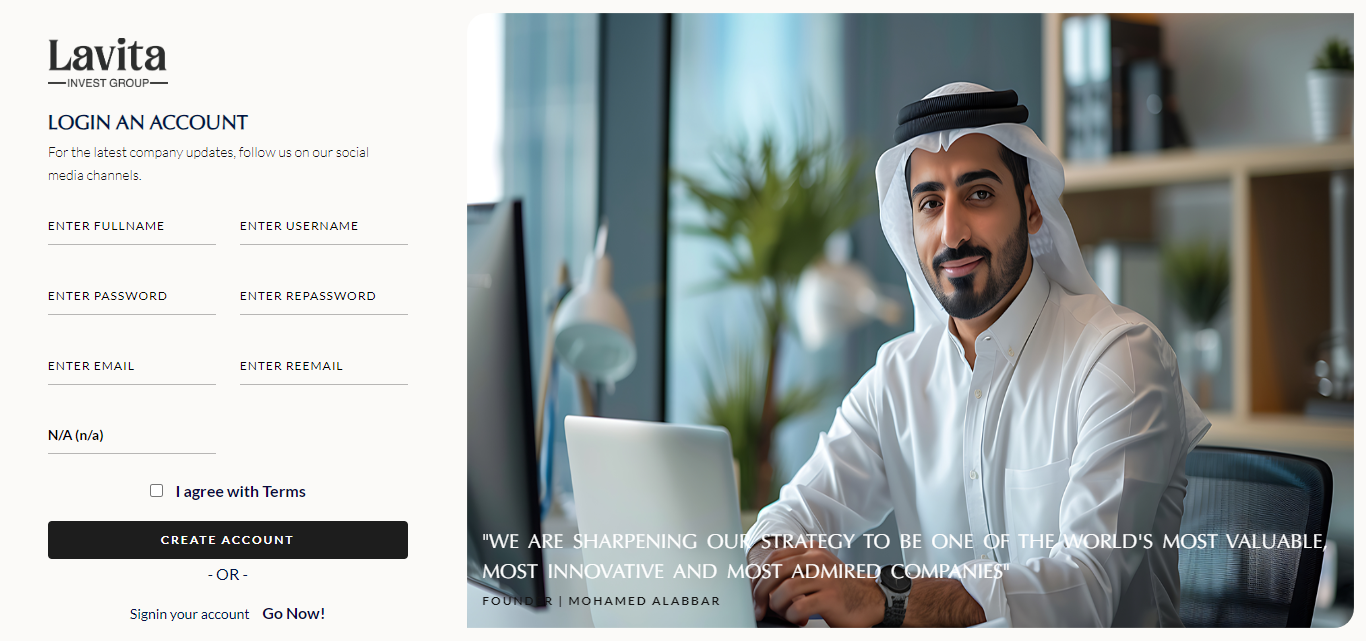 Lavita
INVEST GROUP
LOGIN AN ACCOUNT
For the latest company updates, follow us on our social
media channels.
ENTER FULLNAME
ENTER USERNAME
ENTER PASSWORD
ENTER REPASSWORD
ENTER EMAIL
ENTER REEMAIL
N/A (n/a)
I agree with Terms
CREATE ACCOUNT
- OR -
Signin your account Go Now!
"WE ARE SHARPENING OUR STRATEGY TO BE ONE OF THE WORLD'S MOST VALUABLE,
MOST INNOVATIVE AND MOST ADMIRED COMPANIES"
FOUNDER | MOHAMED ALABBAR